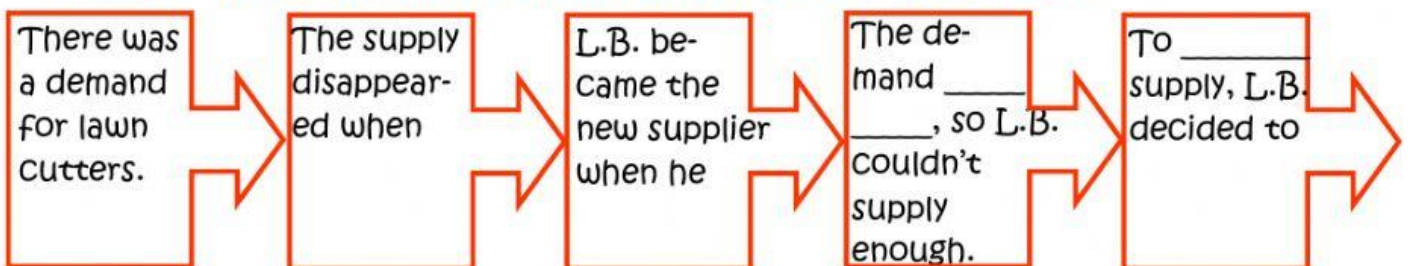 There was
a demand
for lawn
cutters.
The supply
disappear-
ed when
L.B. be-
came the
new supplier
when he
The de-
mand _____
_____, so L.B.
couldn't
supply
enough.
To ________
supply, L.B.
decided to